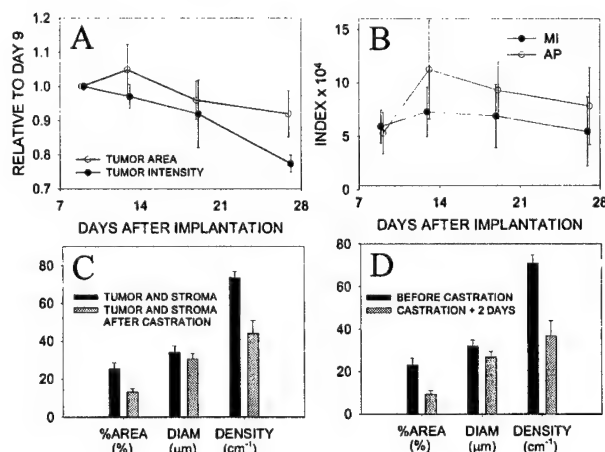 A
RELATIVE TO DAY 9
1.2
1.1
1.0
0.9
0.8
0.7
TUMOR AREA
TUMOR INTENSITY
7 14 21 28
DAYS AFTER IMPLANTATION
B
INDEX x 10⁴
15
10
5
0
MI
AP
7 14 21 28
DAYS AFTER IMPLANTATION
C
80
60
40
20
0
TUMOR AND STROMA
TUMOR AND STROMA
AFTER CASTRATION
%AREA DIAM DENSITY
(%) (µm) (cm⁻¹)
D
80
60
40
20
0
BEFORE CASTRATION
CASTRATION + 2 DAYS
%AREA DIAM DENSITY
(%) (µm) (cm⁻¹)